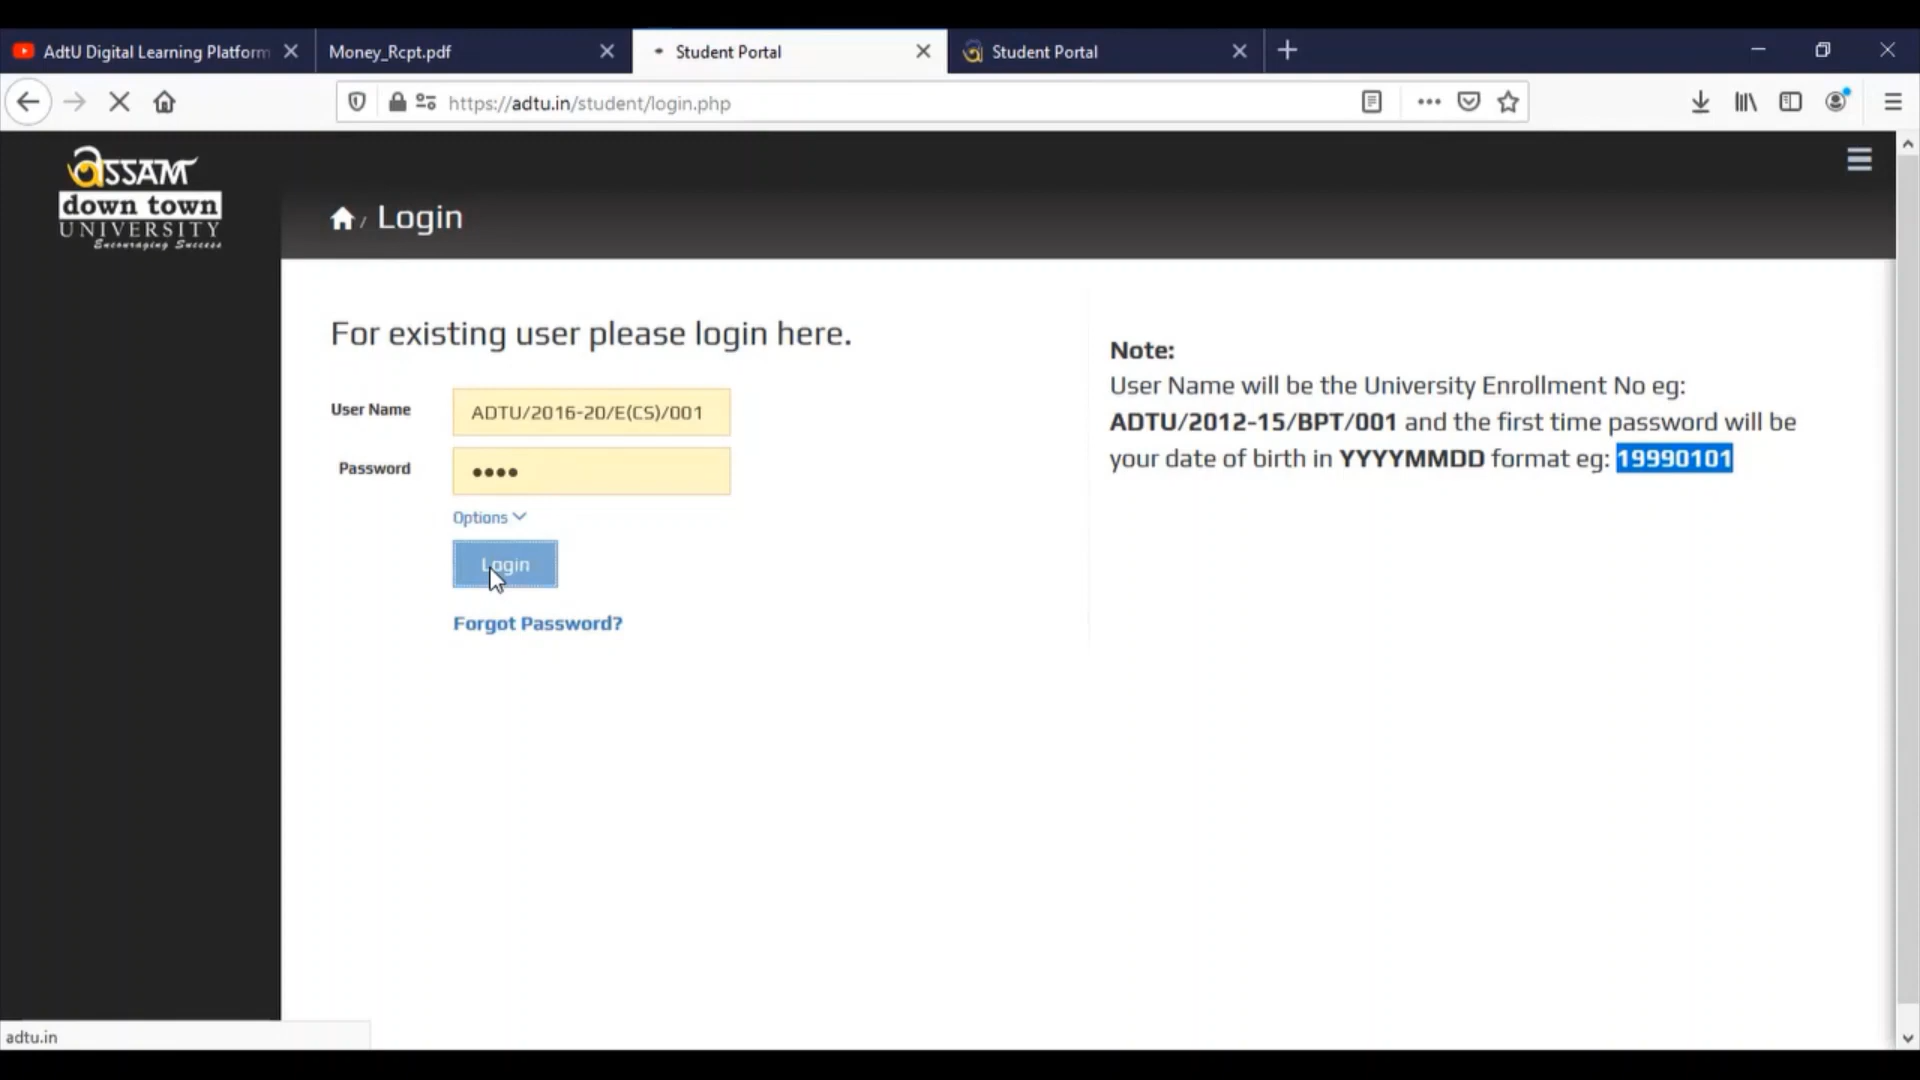 AdtU Digital Learning Platform
Money_Rcpt.pdf
Student Portal
Student Portal
https://adtu.in/student/login.php
ASSAM
down town
UNIVERSITY
Encouraging Success
/ Login
For existing user please login here.
User Name
ADTU/2016-20/E(CS)/001
Password
••••
Options
Login
Forgot Password?
Note:
User Name will be the University Enrollment No eg:
ADTU/2012-15/BPT/001 and the first time password will be
your date of birth in YYYYMMDD format eg: 19990101
adtu.in